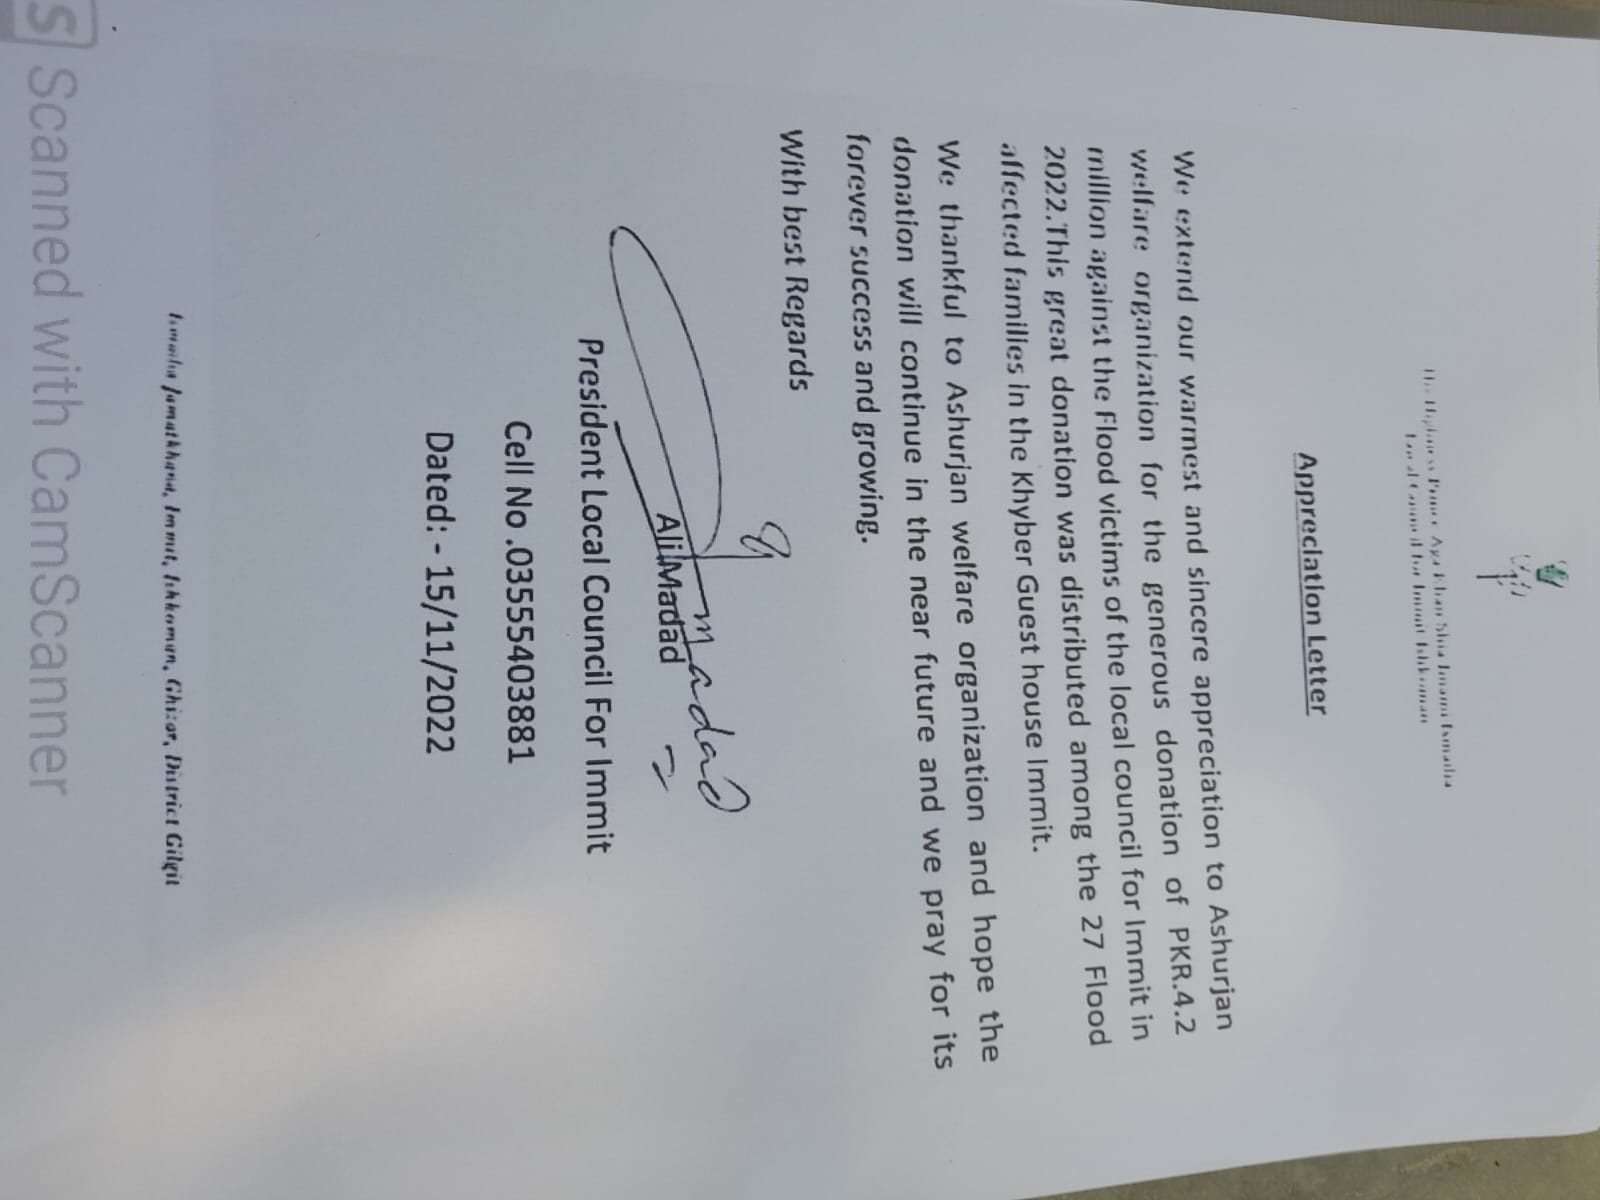 His Highness Prince Aga Khan Shia Imami Ismailia
Local Council for Immit Ishkoman
Appreciation Letter
We extend our warmest and sincere appreciation to Ashurjan
welfare organization for the generous donation of PKR.4.2
million against the Flood victims of the local council for Immit in
2022.This great donation was distributed among the 27 Flood
affected families in the Khyber Guest house Immit.
We thankful to Ashurjan welfare organization and hope the
donation will continue in the near future and we pray for its
forever success and growing.
With best Regards
Ali Madad
President Local Council For Immit
Cell No .03555403881
Dated: - 15/11/2022
Ismailia Jamatkhana, Immit, Ishkoman, Ghizer, District Gilgit
Scanned with CamScanner